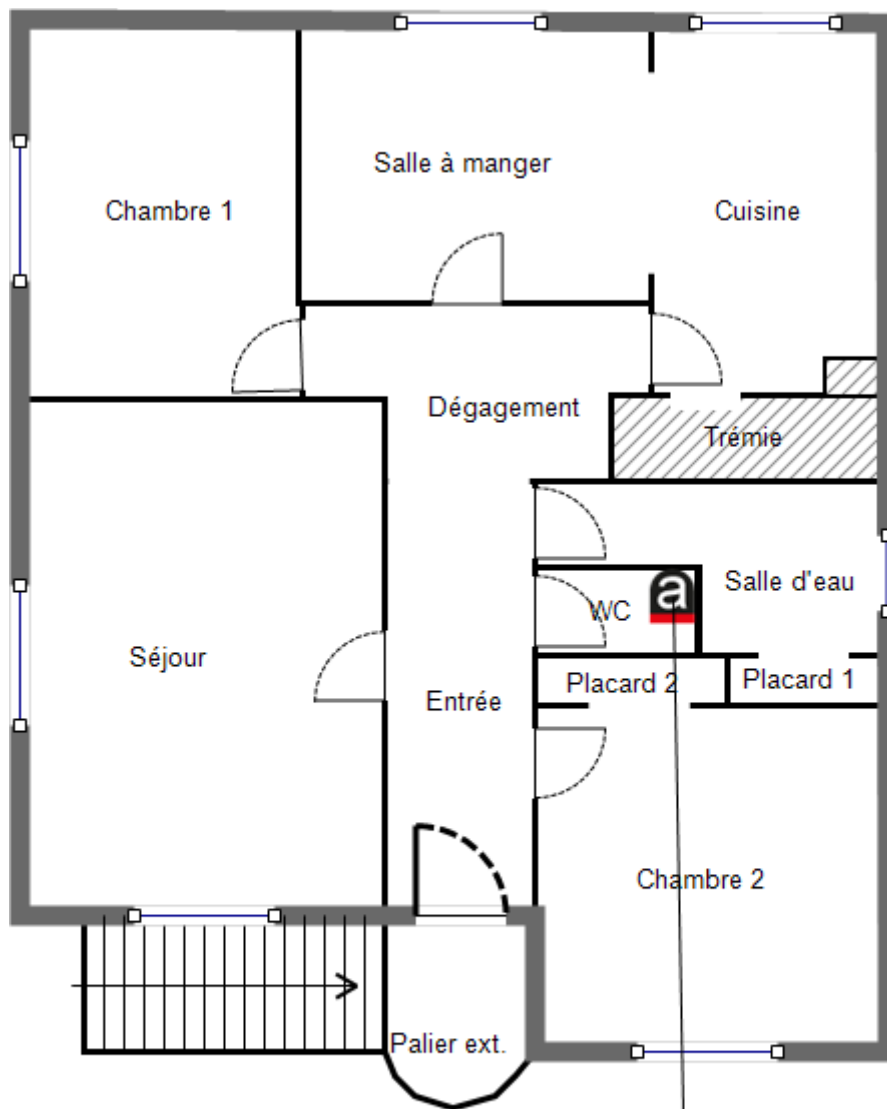 Salle à manger
Chambre 1
Cuisine
Dégagement
Trémie
Salle d'eau
WC
a
Séjour
Placard 2
Placard 1
Entrée
Chambre 2
Palier ext.